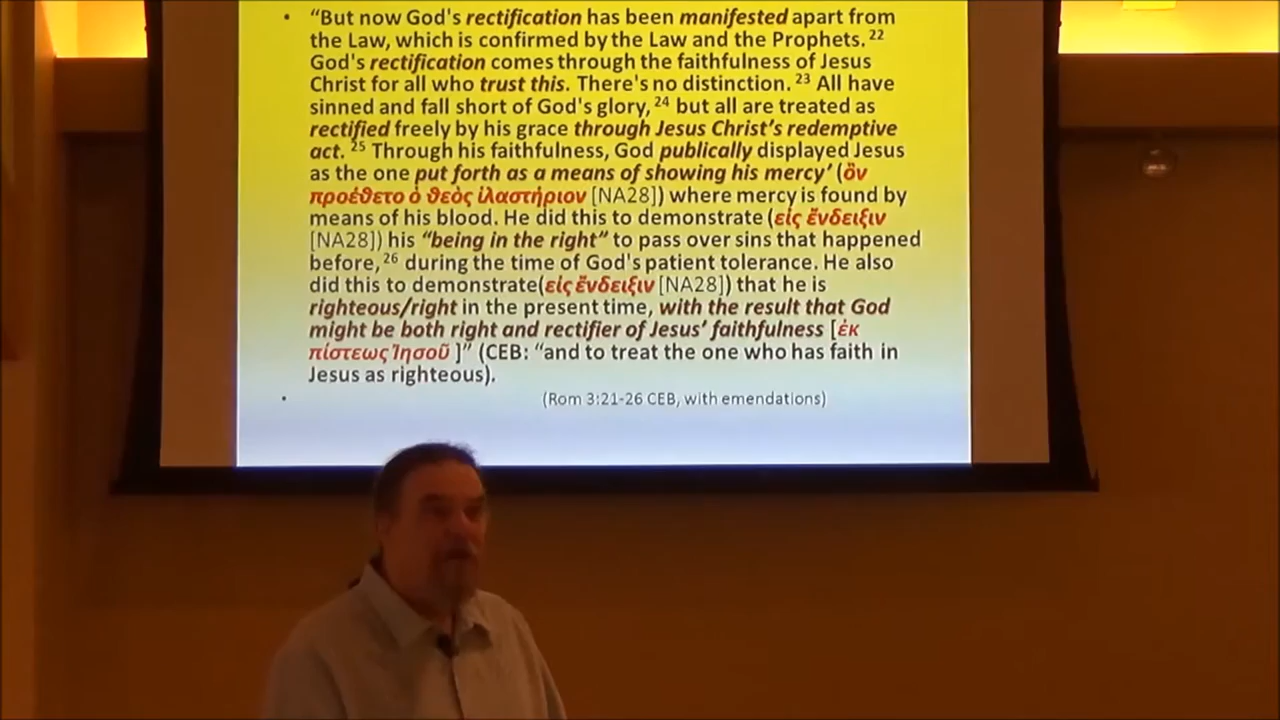 • “But now God's rectification has been manifested apart from
the Law, which is confirmed by the Law and the Prophets. 22
God's rectification comes through the faithfulness of Jesus
Christ for all who trust this. There's no distinction. 23 All have
sinned and fall short of God's glory, 24 but all are treated as
rectified freely by his grace through Jesus Christ’s redemptive
act. 25 Through his faithfulness, God publically displayed Jesus
as the one put forth as a means of showing his mercy’ (ὃν
προέθετο ὁ θεὸς ἱλαστήριον [NA28]) where mercy is found by
means of his blood. He did this to demonstrate (εἰς ἔνδειξιν
[NA28]) his “being in the right” to pass over sins that happened
before, 26 during the time of God's patient tolerance. He also
did this to demonstrate(εἰς ἔνδειξιν [NA28]) that he is
righteous/right in the present time, with the result that God
might be both right and rectifier of Jesus’ faithfulness [ἐκ
πίστεως Ἰησοῦ ]” (CEB: “and to treat the one who has faith in
Jesus as righteous).
• (Rom 3:21-26 CEB, with emendations)